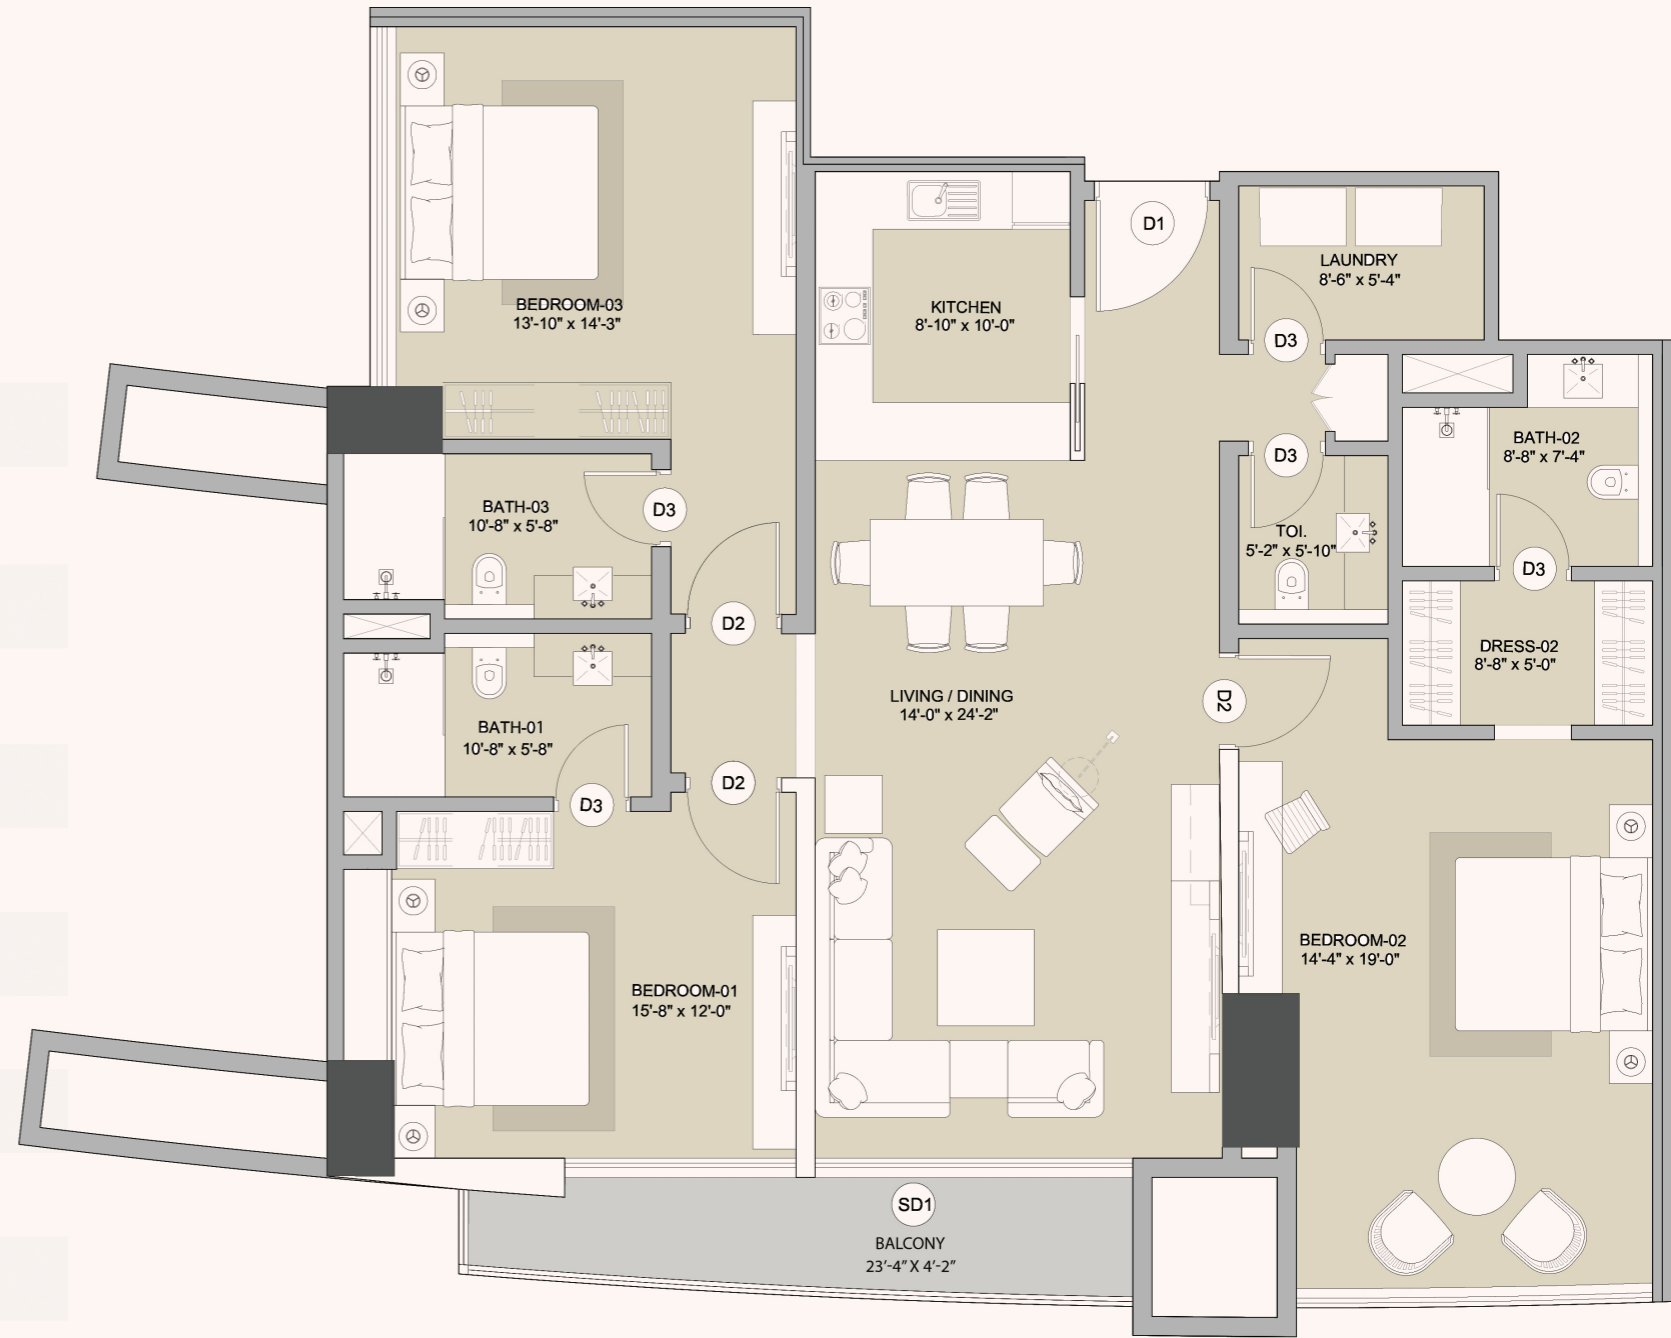 D1
LAUNDRY
8'-6" x 5'-4"
BEDROOM-03
13'-10" x 14'-3"
KITCHEN
8'-10" x 10'-0"
D3
BATH-02
8'-8" x 7'-4"
D3
BATH-03
10'-8" x 5'-8"
D3
TOI.
5'-2" x 5'-10"
D3
D2
DRESS-02
8'-8" x 5'-0"
LIVING / DINING
14'-0" x 24'-2"
D2
BATH-01
10'-8" x 5'-8"
D2
D3
BEDROOM-02
14'-4" x 19'-0"
BEDROOM-01
15'-8" x 12'-0"
SD1
BALCONY
23'-4" X 4'-2"